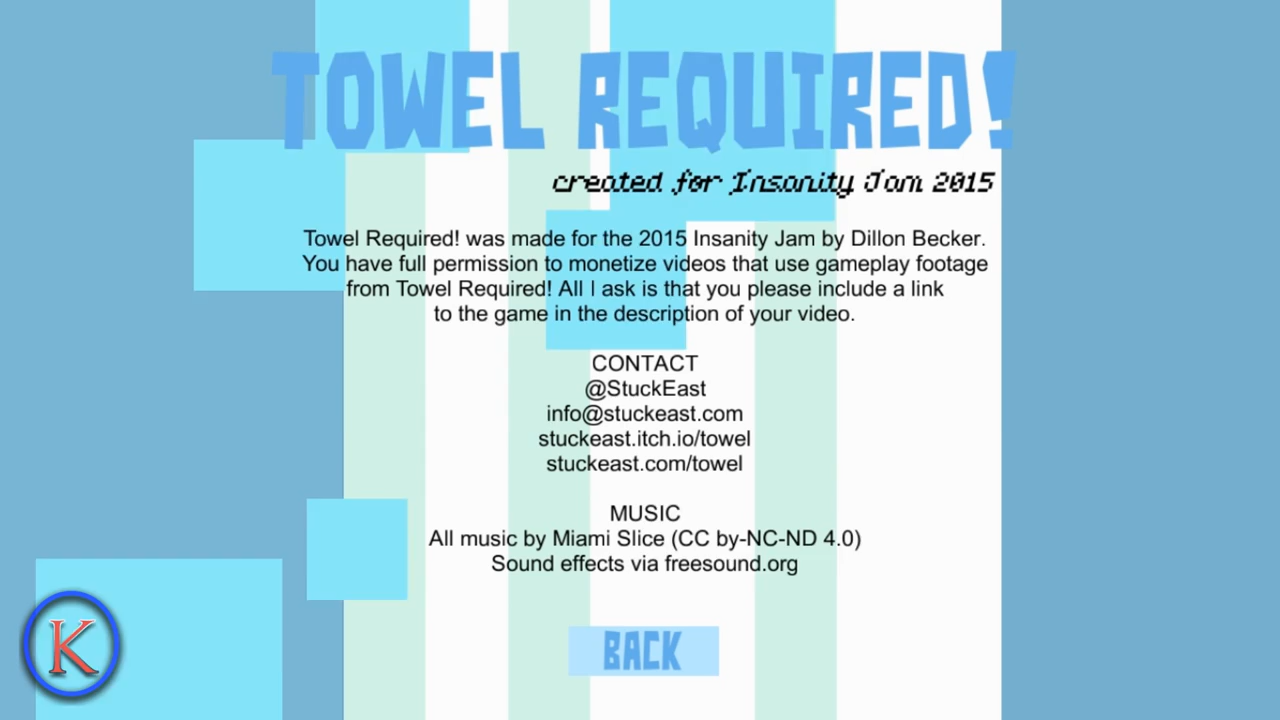 TOWEL REQUIRED!
created for Insanity Jam 2015
Towel Required! was made for the 2015 Insanity Jam by Dillon Becker.
You have full permission to monetize videos that use gameplay footage
from Towel Required! All I ask is that you please include a link
to the game in the description of your video.
CONTACT
@StuckEast
info@stuckeast.com
stuckeast.itch.io/towel
stuckeast.com/towel
MUSIC
All music by Miami Slice (CC by-NC-ND 4.0)
Sound effects via freesound.org
BACK
K